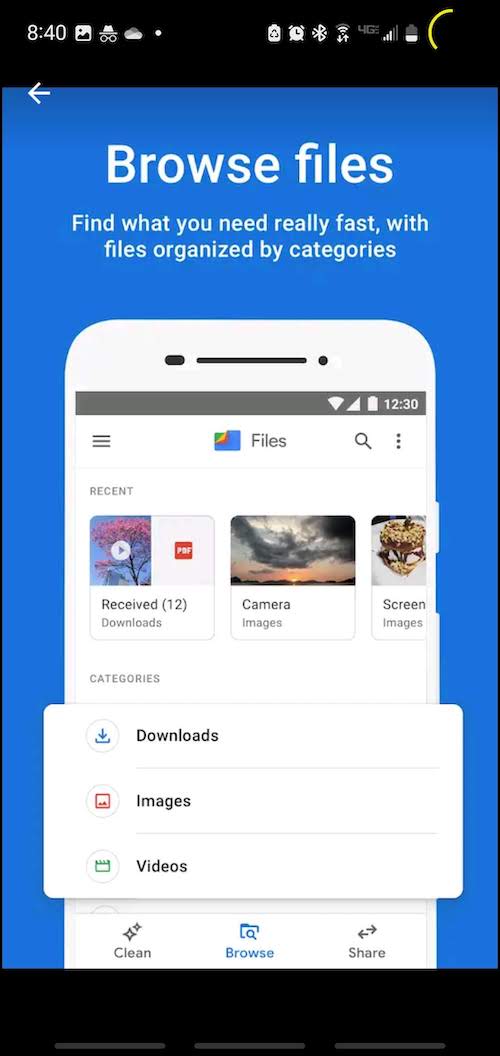 8:40
4GE
Browse files
Find what you need really fast, with
files organized by categories
12:30
Files
RECENT
PDF
Received (12)
Downloads
Camera
Images
Screen
Images
CATEGORIES
Downloads
Images
Videos
Clean
Browse
Share